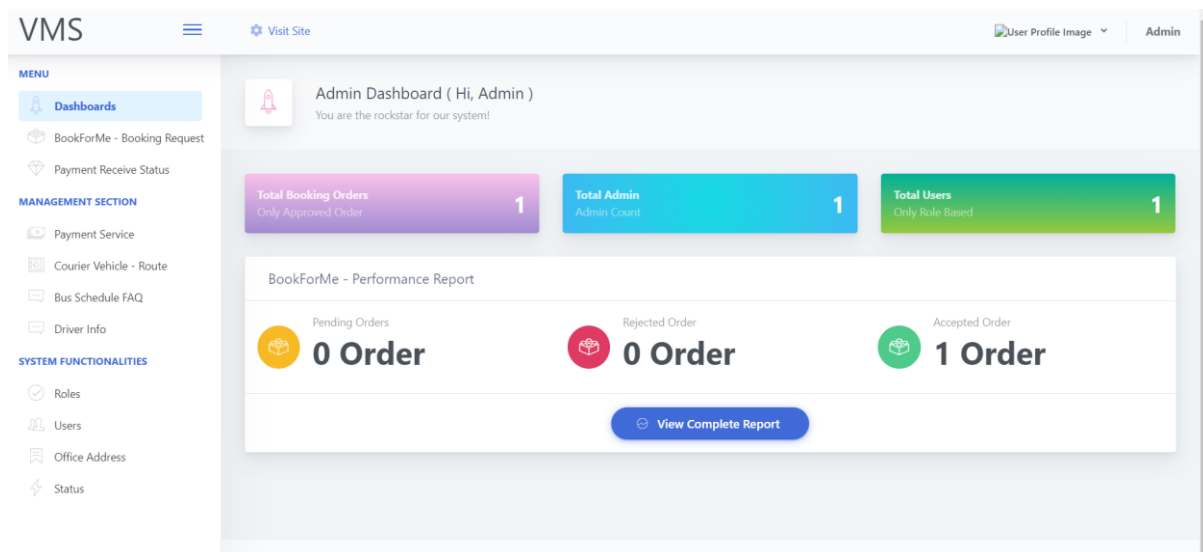 VMS
Visit Site
User Profile Image
Admin
MENU
Dashboards
BookForMe - Booking Request
Payment Receive Status
MANAGEMENT SECTION
Payment Service
Courier Vehicle - Route
Bus Schedule FAQ
Driver Info
SYSTEM FUNCTIONALITIES
Roles
Users
Office Address
Status
Admin Dashboard ( Hi, Admin )
You are the rockstar for our system!
Total Booking Orders
Only Approved Order
1
Total Admin
Admin Count
1
Total Users
Only Role Based
1
BookForMe - Performance Report
Pending Orders
0 Order
Rejected Order
0 Order
Accepted Order
1 Order
View Complete Report